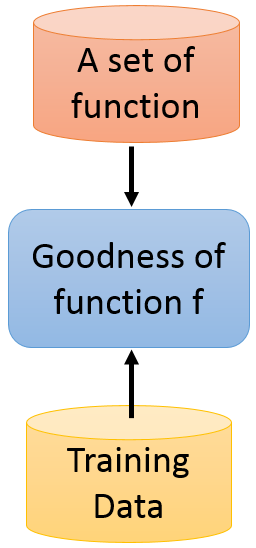 A set of
function
Goodness of
function f
Training
Data